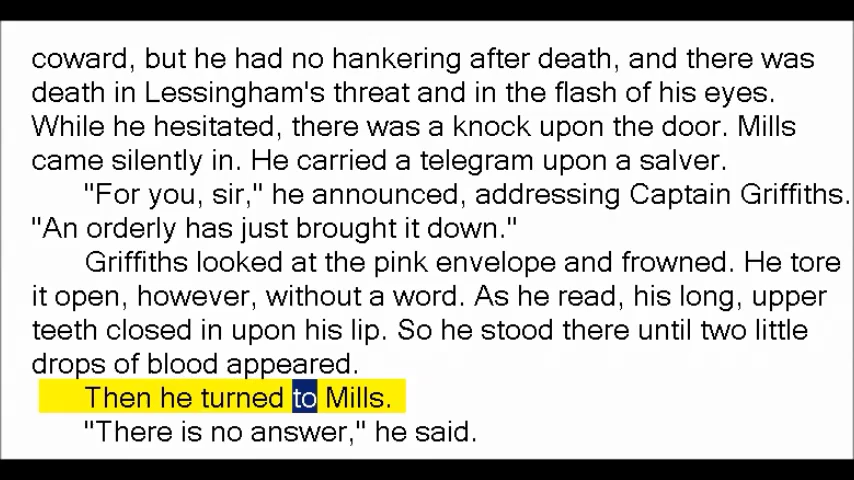 coward, but he had no hankering after death, and there was
death in Lessingham's threat and in the flash of his eyes.
While he hesitated, there was a knock upon the door. Mills
came silently in. He carried a telegram upon a salver.
"For you, sir," he announced, addressing Captain Griffiths.
"An orderly has just brought it down."
Griffiths looked at the pink envelope and frowned. He tore
it open, however, without a word. As he read, his long, upper
teeth closed in upon his lip. So he stood there until two little
drops of blood appeared.
Then he turned to Mills.
"There is no answer," he said.